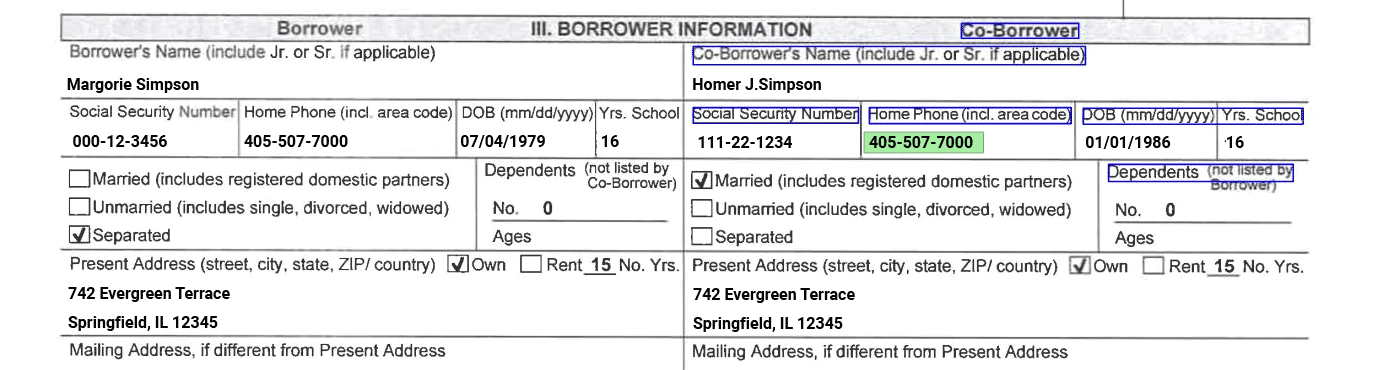 Borrower III. BORROWER INFORMATION Co-Borrower
Borrower's Name (include Jr. or Sr. if applicable) Co-Borrower's Name (include Jr. or Sr. if applicable)
Margorie Simpson Homer J.Simpson
Social Security Number Home Phone (incl. area code) DOB (mm/dd/yyyy) Yrs. School Social Security Number Home Phone (incl. area code) DOB (mm/dd/yyyy) Yrs. School
000-12-3456 405-507-7000 07/04/1979 16 111-22-1234 405-507-7000 01/01/1986 16
Married (includes registered domestic partners) Dependents (not listed by Co-Borrower) Married (includes registered domestic partners) Dependents (not listed by Borrower)
Unmarried (includes single, divorced, widowed) No. 0 Unmarried (includes single, divorced, widowed) No. 0
Separated Ages Separated Ages
Present Address (street, city, state, ZIP/ country) Own Rent 15 No. Yrs. Present Address (street, city, state, ZIP/ country) Own Rent 15 No. Yrs.
742 Evergreen Terrace 742 Evergreen Terrace
Springfield, IL 12345 Springfield, IL 12345
Mailing Address, if different from Present Address Mailing Address, if different from Present Address